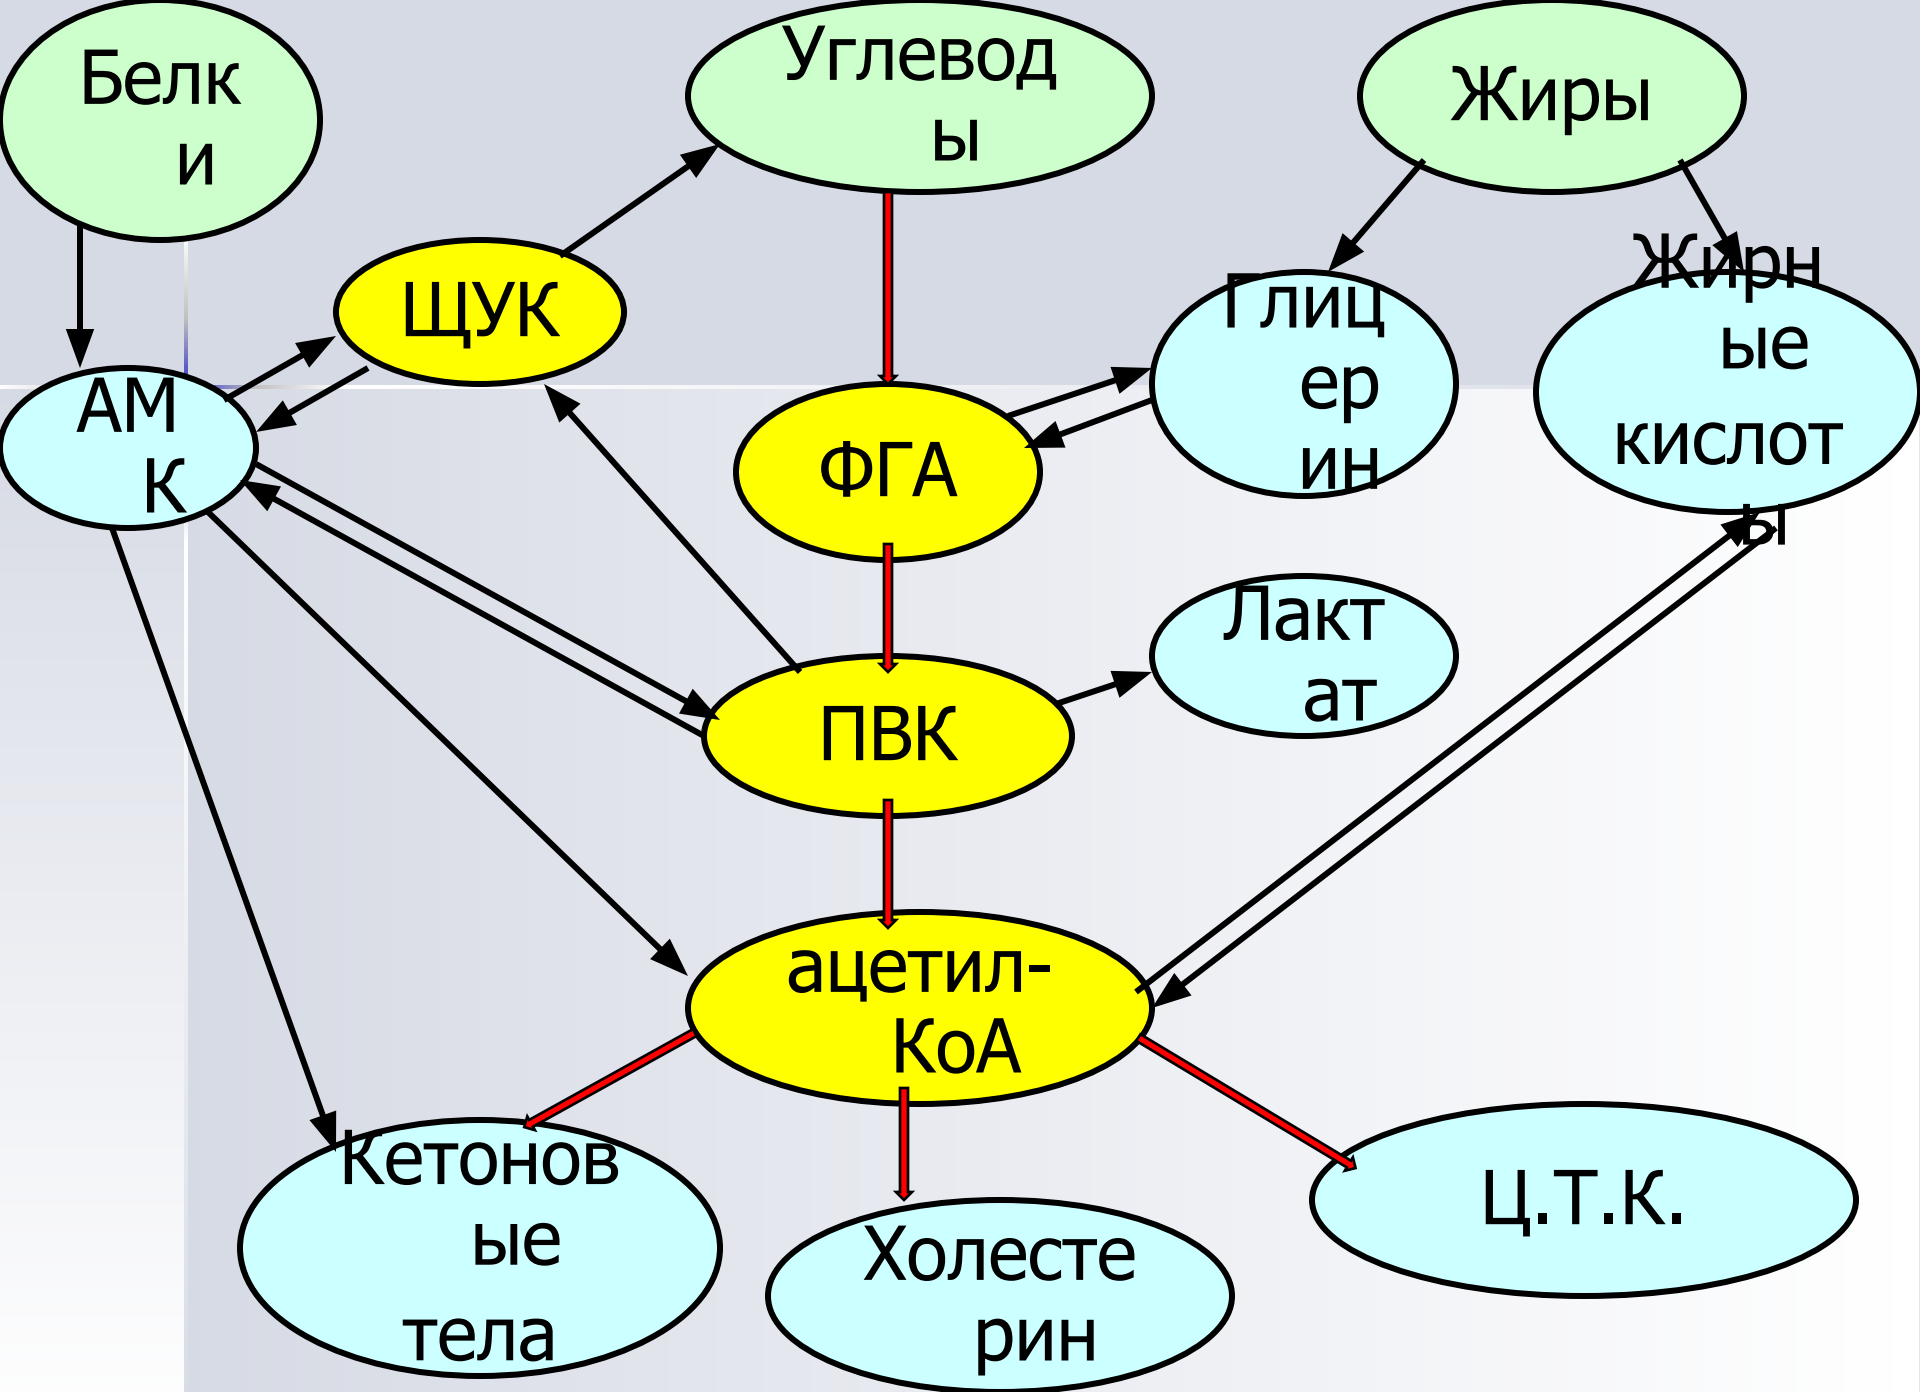 Белк
и
Углевод
ы
Жиры
ЩУК
Глиц
ер
ин
Жирн
ые
кислот
ы
АМ
К
ФГА
Лакт
ат
ПВК
ацетил-
КоА
Кетонов
ые
тела
Холесте
рин
Ц.Т.К.